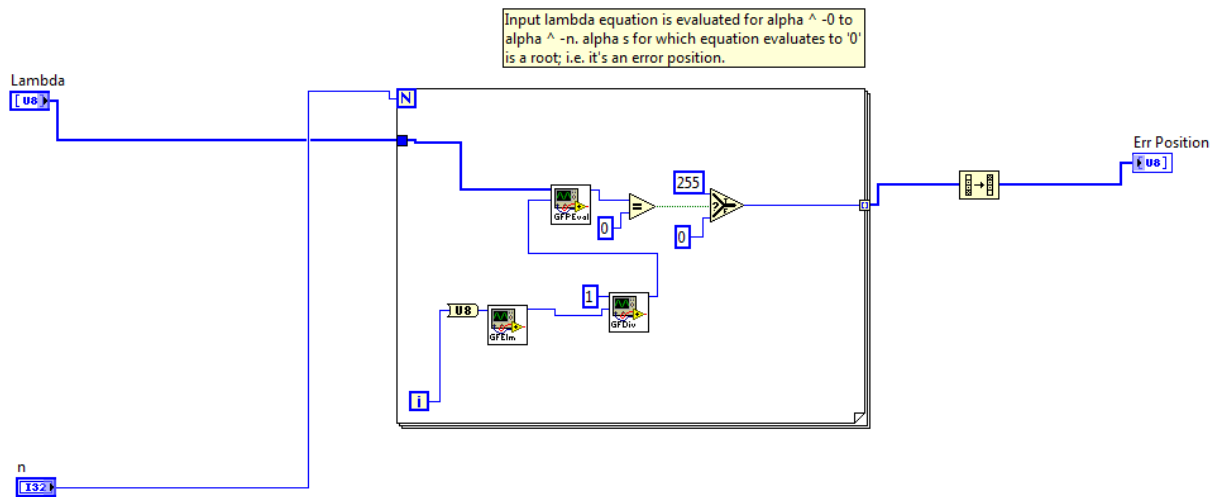 Input lambda equation is evaluated for alpha ^ -0 to
alpha ^ -n. alpha s for which equation evaluates to '0'
is a root; i.e. it's an error position.
Lambda
[U8]
N
Err Position
[U8]
255
?
T
F
GFPEval
=
0
0
1
U8
GFElm
GFDiv
i
n
I32